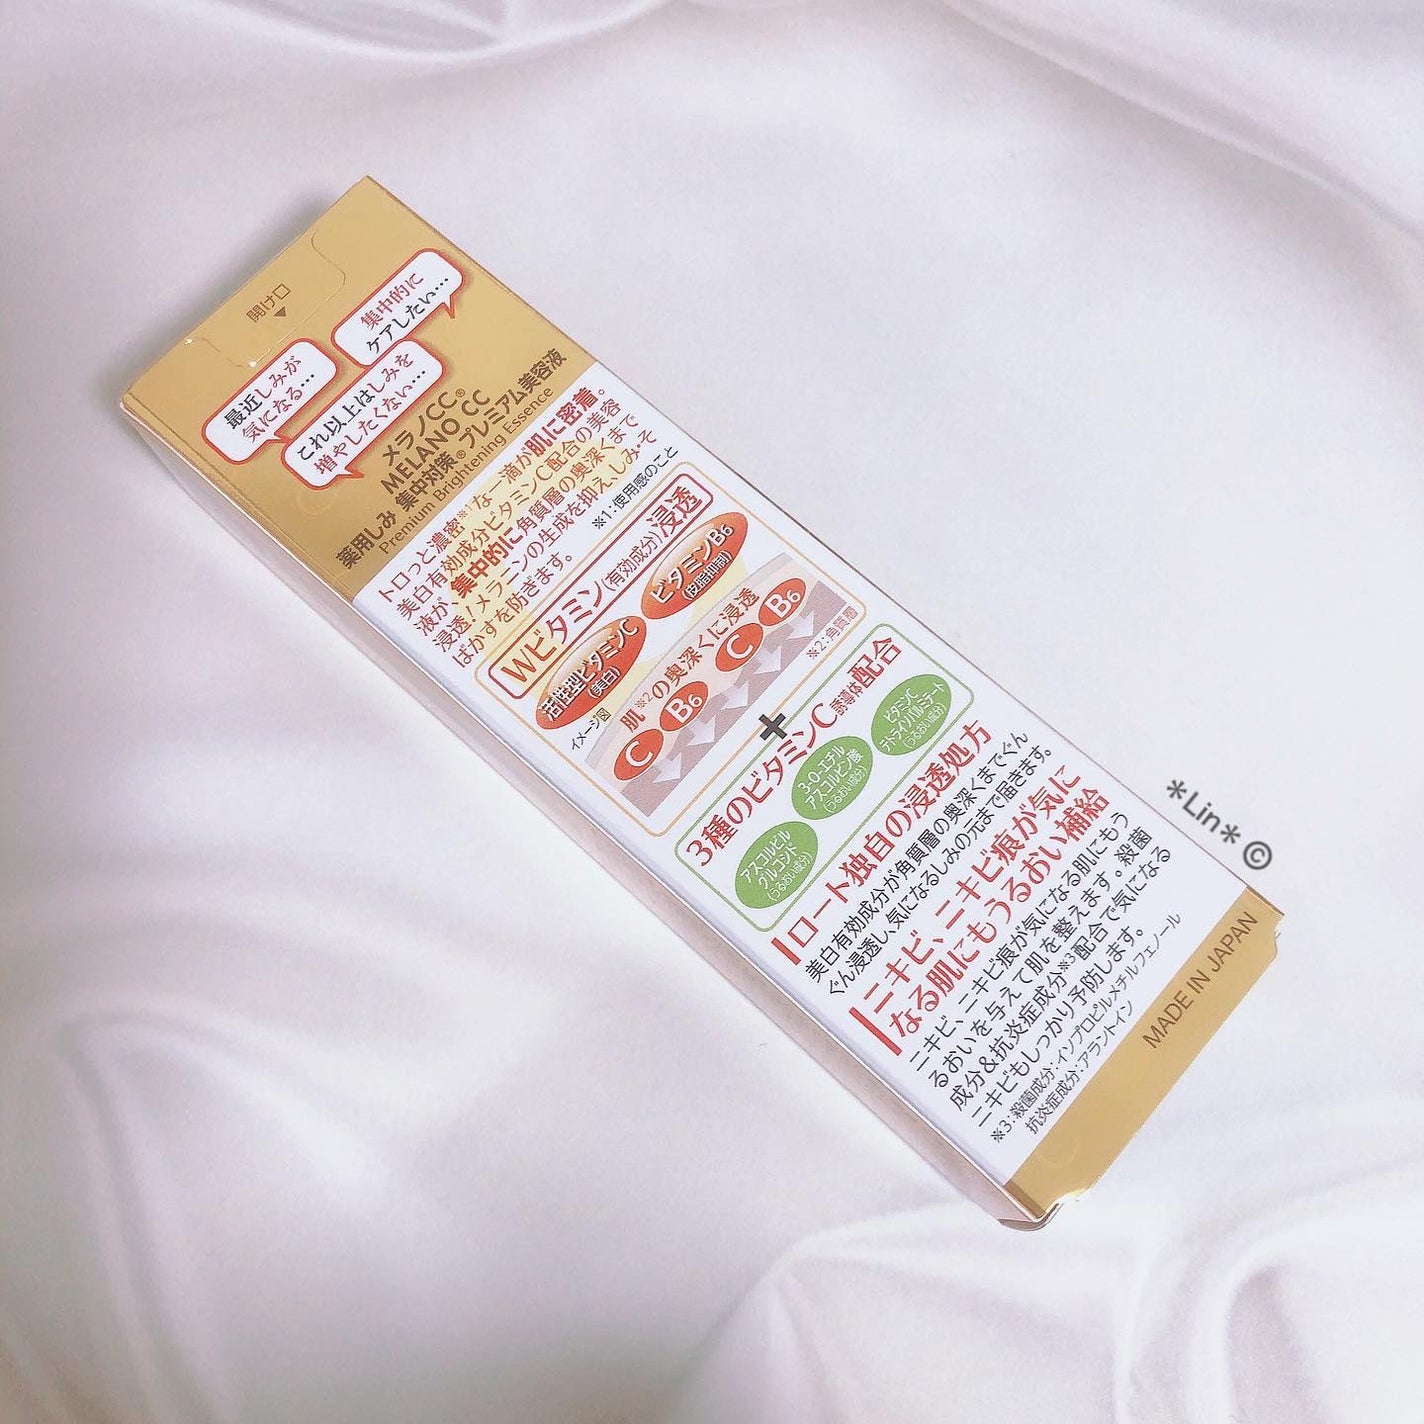 開け口
最近しみが
気になる…
集中的に
ケアしたい…
これ以上はしみを
増やしたくない…
メラノCC®
MELANO CC
薬用しみ 集中対策® プレミアム美容液
Premium Brightening Essence
トロっと濃密※1な一滴が肌に密着。
美白有効成分ビタミンC配合の美容
液が、集中的に角質層の奥深くまで
浸透!メラニンの生成を抑え、しみ・そ
ばかすを防ぎます。
※1:使用感のこと
Wビタミン(有効成分)浸透
活性型ビタミンC
(美白)
ビタミンB6
(皮脂抑制)
イメージ図
肌※2の奥深くに浸透
C B6 C B6
※2:角質層
+
3種のビタミンC誘導体配合
アスコルビル
グルコシド
(うるおい成分)
3-O-エチル
アスコルビン酸
(うるおい成分)
ビタミンC
テトライソパルミテート
(うるおい成分)
ロート独自の浸透処方
美白有効成分が角質層の奥深くまでぐん
ぐん浸透し、気になるしみの元まで届きます。
ニキビ、ニキビ痕が気に
なる肌にもうるおい補給
ニキビ、ニキビ痕が気になる肌にもう
るおいを与えて肌を整えます。殺菌
成分&抗炎症成分※3配合で気になる
ニキビもしっかり予防します。
※3:殺菌成分:イソプロピルメチルフェノール
抗炎症成分:アラントイン
MADE IN JAPAN
*Lin*©